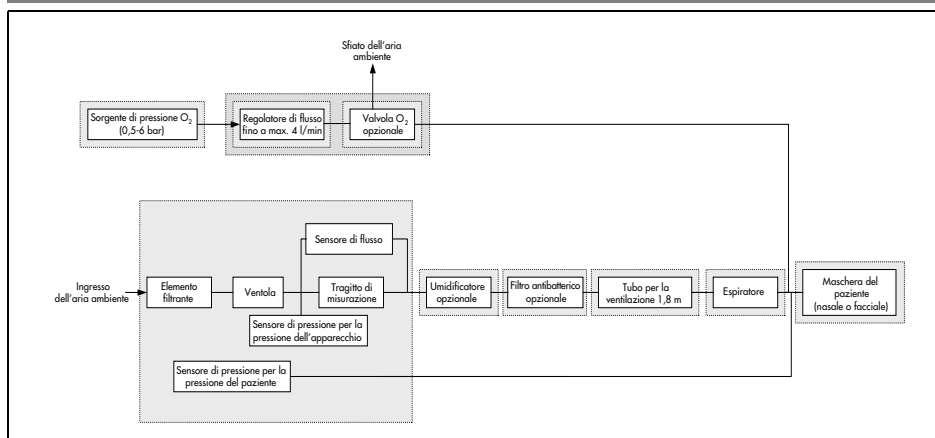 Sfiato dell'aria
ambiente
Sorgente di pressione O₂
(0,5-6 bar)
Regolatore di flusso
fino a max. 4 l/min
Valvola O₂
opzionale
Sensore di flusso
Ingresso
dell'aria ambiente
Elemento
filtrante
Ventola
Tragitto di
misurazione
Umidificatore
opzionale
Filtro antibatterico
opzionale
Tubo per la
ventilazione 1,8 m
Espiratore
Maschera del
paziente
(nasale o facciale)
Sensore di pressione per la
pressione dell'apparecchio
Sensore di pressione per la
pressione del paziente